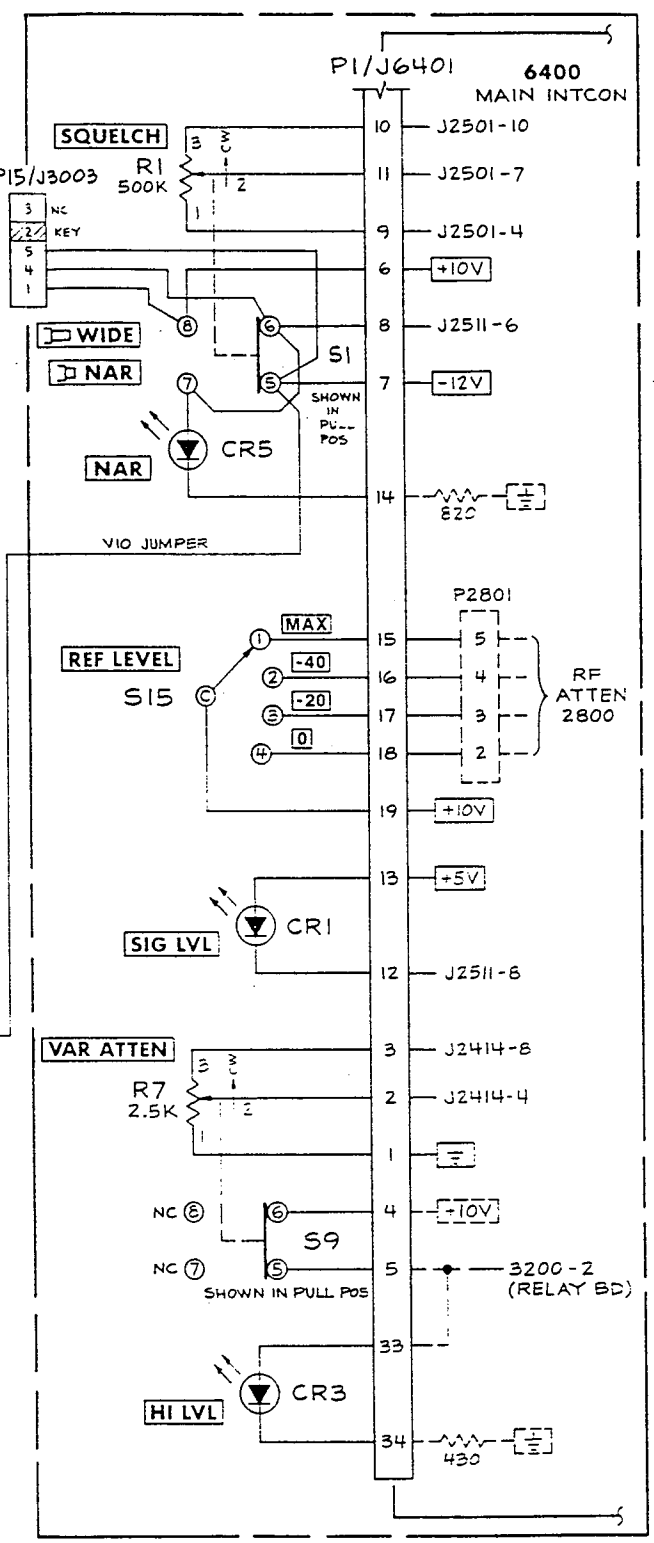 P1/J6401
6400
MAIN INTCON
SQUELCH
R1
500K
3
CW
2
1
10
J2501-10
11
J2501-7
9
J2501-4
P15/J3003
3 NC
2 KEY
5
4
1
6
+10V
WIDE
8
6
8
J2511-6
NAR
7
5
S1
7
-12V
SHOWN
IN
PULL
POS
CR5
NAR
14
820
VIO JUMPER
P2801
REF LEVEL
S15
C
1
MAX
15
5
2
-40
16
4
3
-20
17
3
4
0
18
2
RF
ATTEN
2800
19
+10V
13
+5V
CR1
SIG LVL
12
J2511-8
VAR ATTEN
R7
2.5K
3
CW
2
1
3
J2414-8
2
J2414-4
1
NC 8
6
4
+10V
S9
NC 7
5
5
3200-2
(RELAY BD)
SHOWN IN PULL POS
33
CR3
HI LVL
34
430